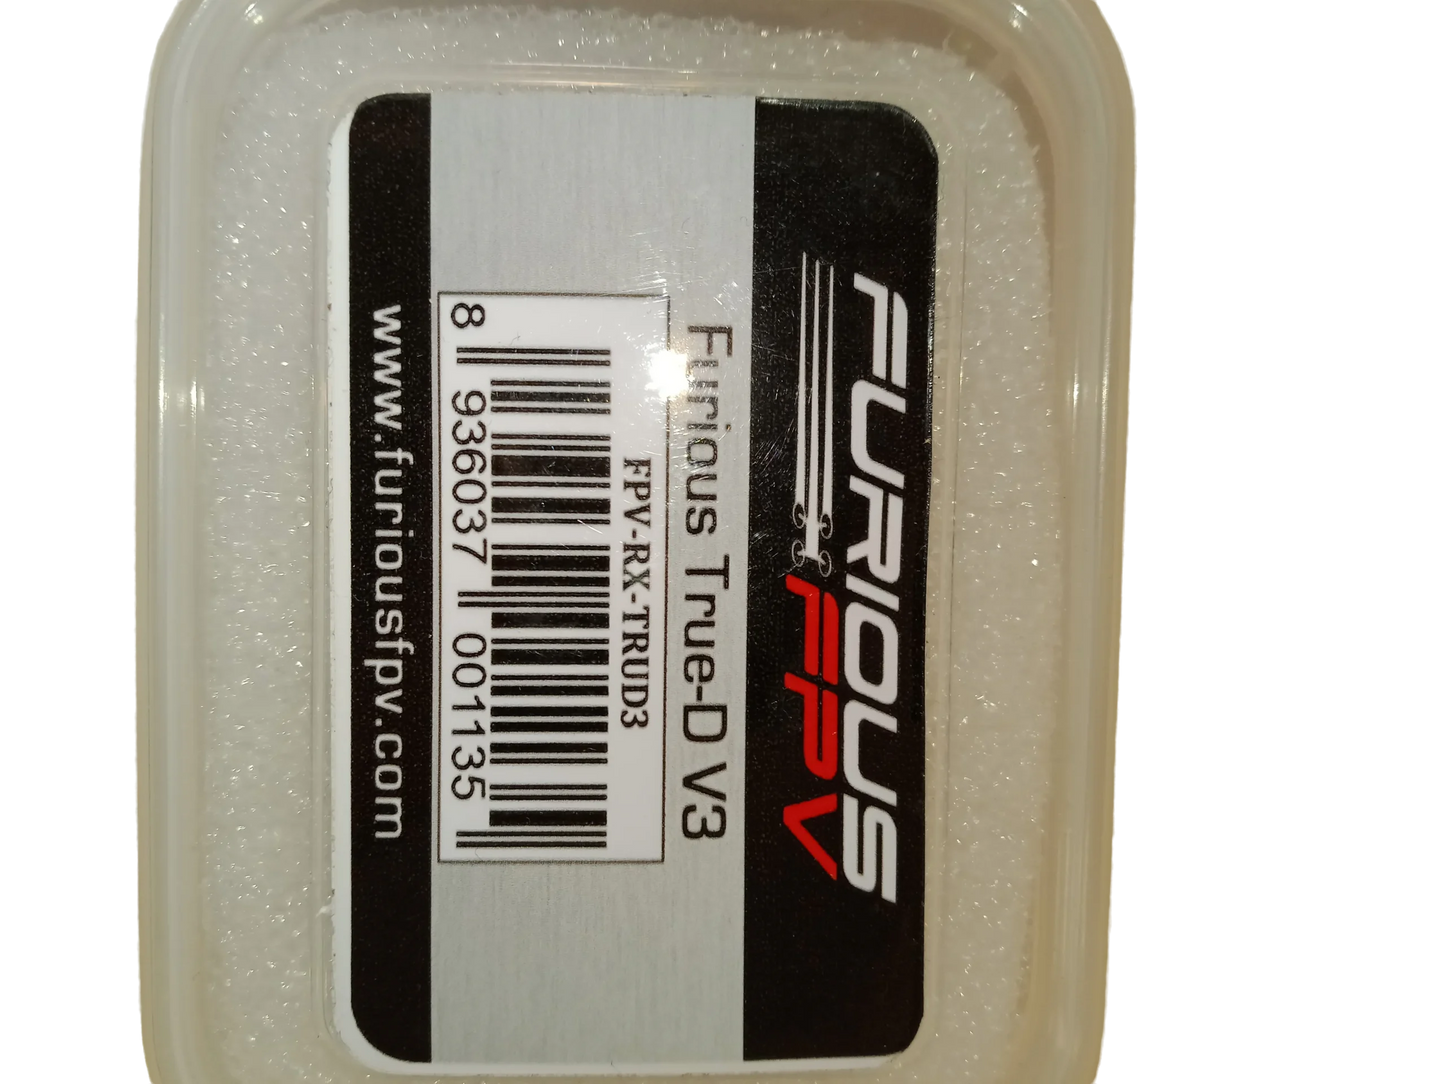 FURIOUS
FPV
Furious True-D V3
FPV-RX-TRUD3
8 936037 001135
www.furiousfpv.com